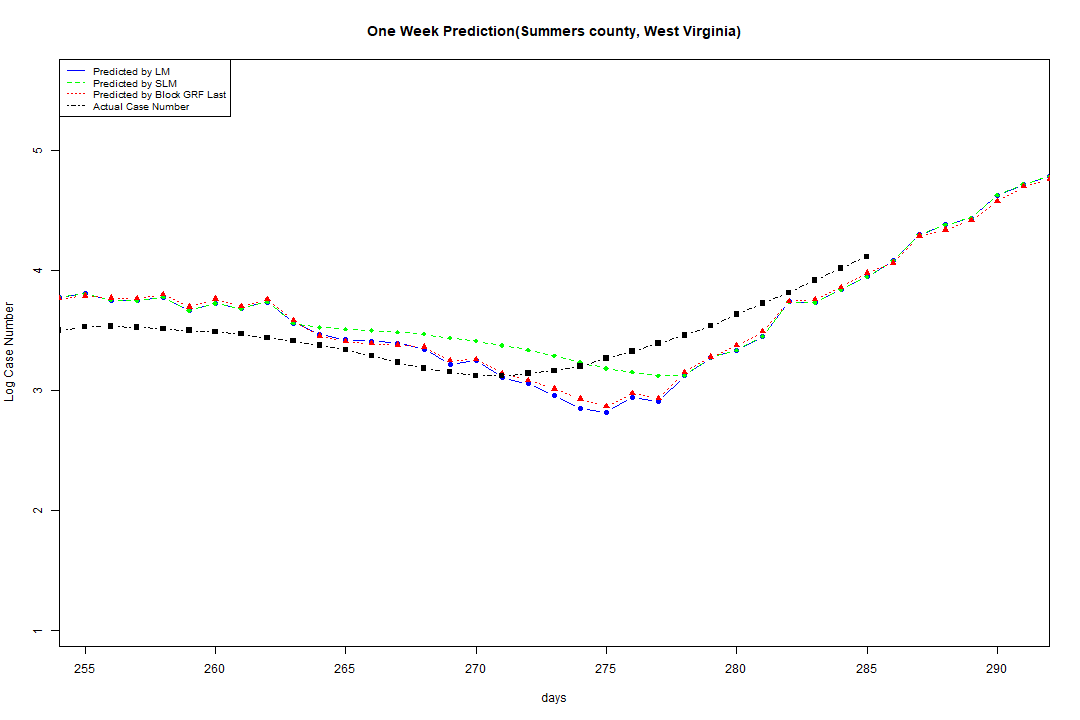 One Week Prediction(Summers county, West Virginia)
Predicted by LM
Predicted by SLM
Predicted by Block GRF Last
Actual Case Number
5
4
3
2
1
Log Case Number
255 260 265 270 275 280 285 290
days